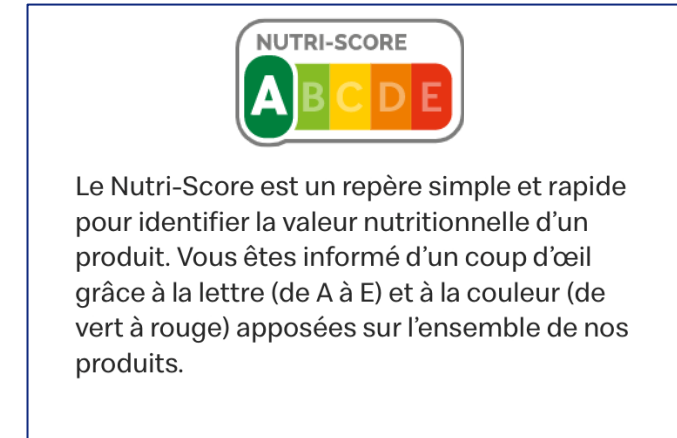 NUTRI-SCORE
A B C D E
Le Nutri-Score est un repère simple et rapide
pour identifier la valeur nutritionnelle d’un
produit. Vous êtes informé d’un coup d’œil
grâce à la lettre (de A à E) et à la couleur (de
vert à rouge) apposées sur l’ensemble de nos
produits.